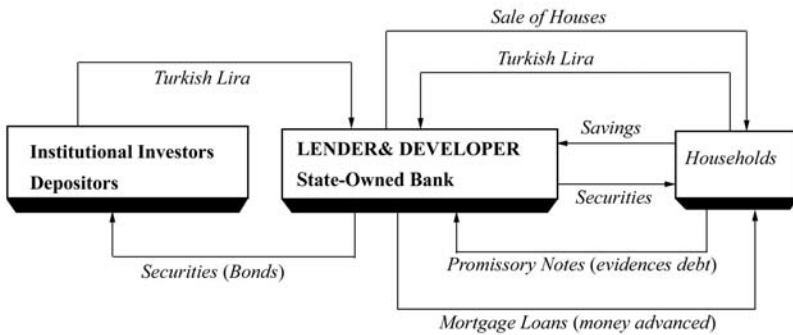 Sale of Houses
Turkish Lira
Turkish Lira
Institutional Investors
Depositors
LENDER& DEVELOPER
State-Owned Bank
Savings
Households
Securities
Securities (Bonds)
Promissory Notes (evidences debt)
Mortgage Loans (money advanced)